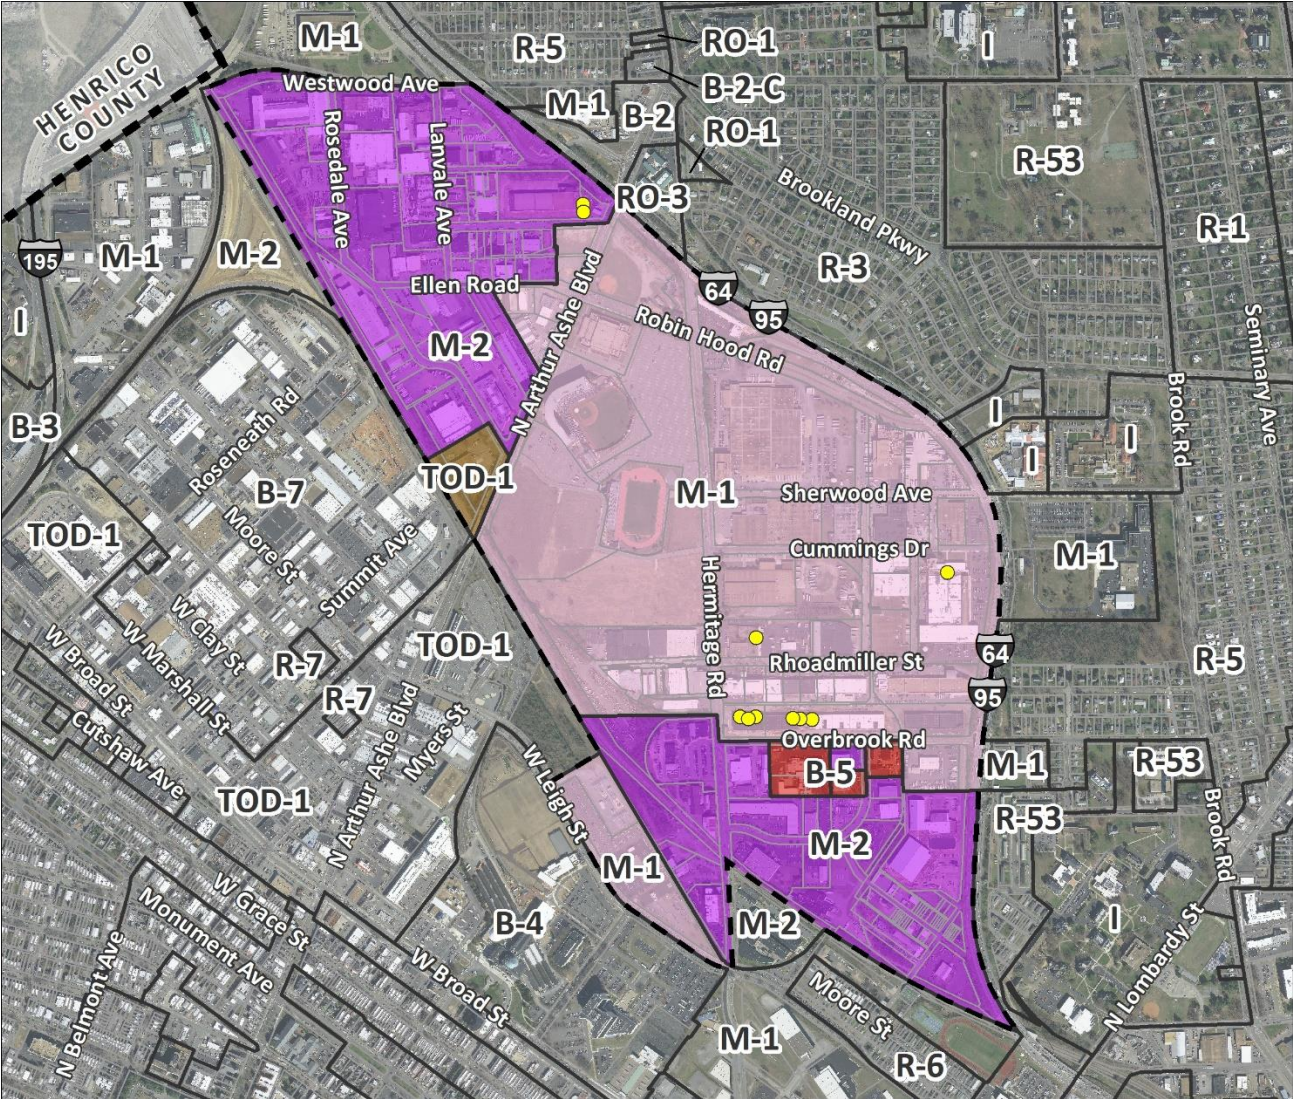 M-1
R-5
RO-1
I
HENRICO
COUNTY
Westwood Ave
B-2-C
M-1
B-2
RO-1
Rosedale Ave
Lanvale Ave
R-53
RO-3
Brookland Pkwy
R-1
195
M-1
M-2
R-3
Ellen Road
64
95
I
N Arthur Ashe Blvd
Robin Hood Rd
Seminary Ave
M-2
Brook Rd
B-3
Roseneath Rd
I
I
I
TOD-1
B-7
M-1
Sherwood Ave
TOD-1
Moore St
Summit Ave
Cummings Dr
M-1
Hermitage Rd
W Clay St
W Marshall St
W Broad St
R-7
TOD-1
Rhoadmiller St
64
95
R-5
R-7
Cutshaw Ave
N Arthur Ashe Blvd
Myers St
W Leigh St
Overbrook Rd
B-5
M-1
R-53
TOD-1
R-53
Brook Rd
M-2
M-1
W Grace St
Monument Ave
B-4
M-2
I
N Belmont Ave
W Broad St
Moore St
N Lombardy St
M-1
R-6